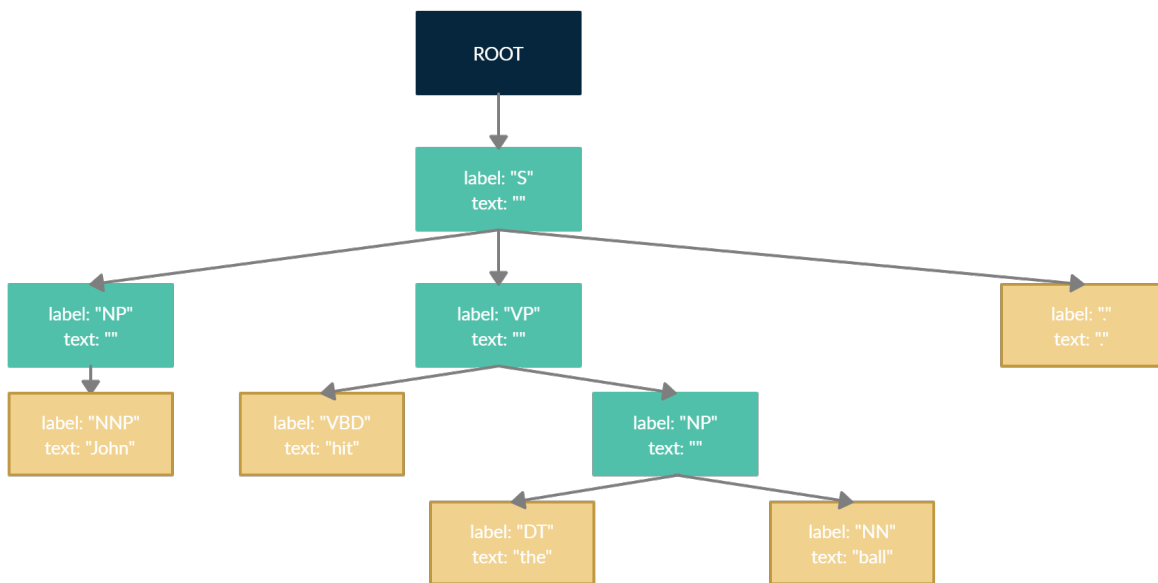 ROOT
label: "S"
text: ""
label: "NP"
text: ""
label: "VP"
text: ""
label: "."
text: "."
label: "NNP"
text: "John"
label: "VBD"
text: "hit"
label: "NP"
text: ""
label: "DT"
text: "the"
label: "NN"
text: "ball"